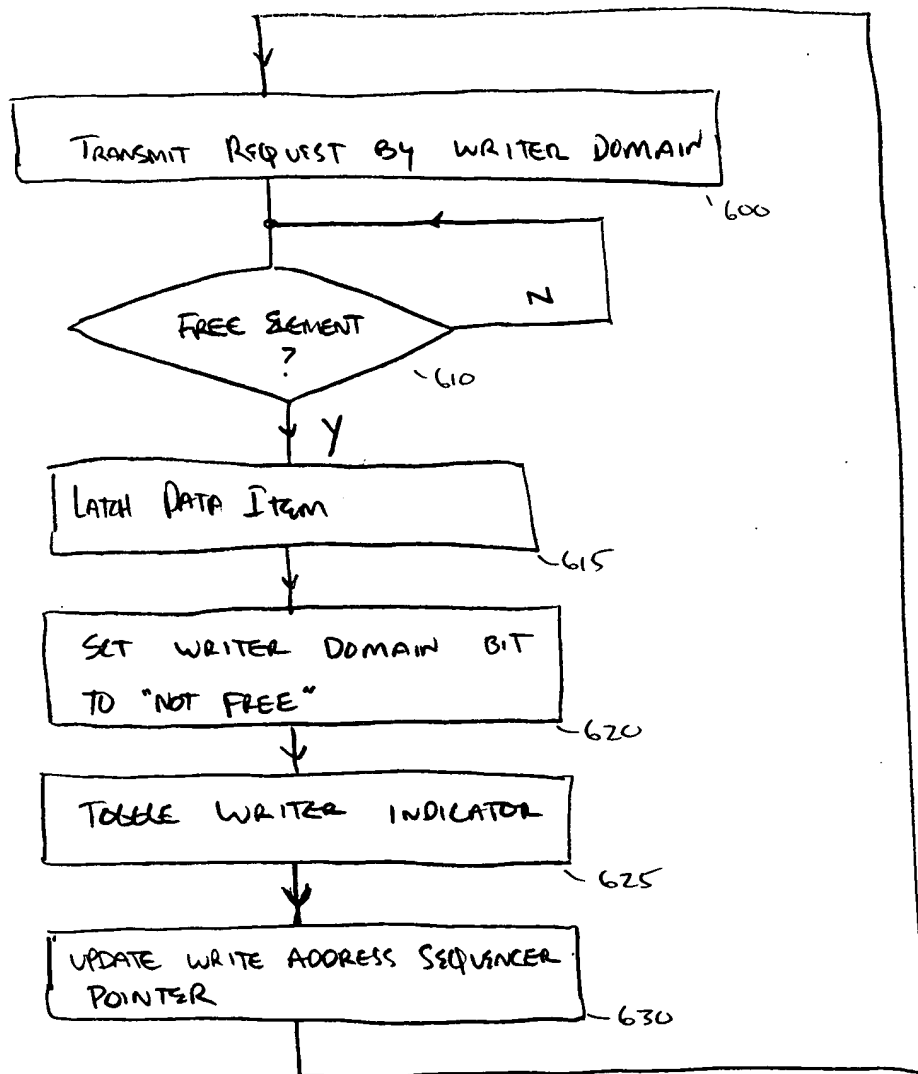 TRANSMIT REQUEST BY WRITER DOMAIN
600
N
FREE ELEMENT
?
610
Y
LATCH DATA ITEM
615
SET WRITER DOMAIN BIT
TO "NOT FREE"
620
TOGGLE WRITER INDICATOR
625
UPDATE WRITE ADDRESS SEQUENCER
POINTER
630